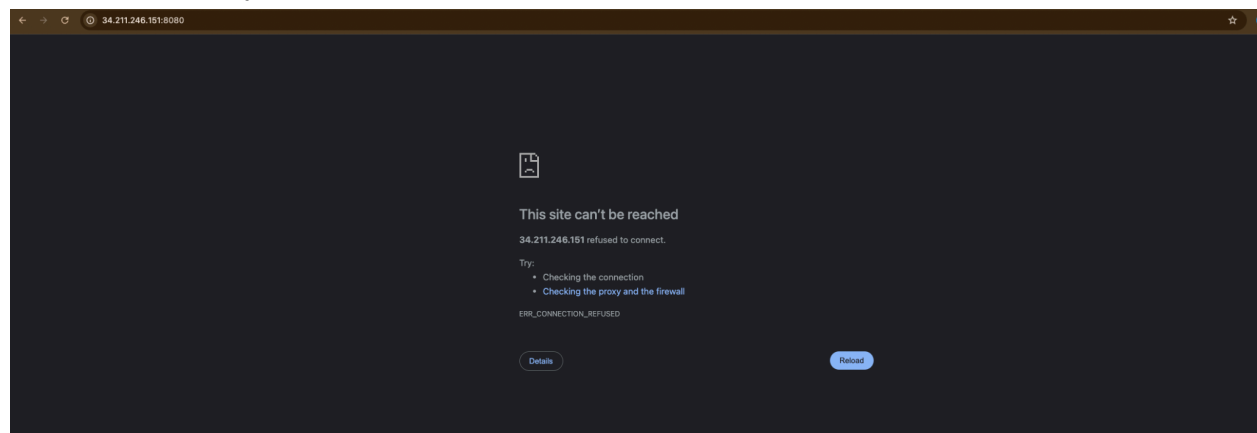 34.211.246.151:8080
This site can't be reached
34.211.246.151 refused to connect.
Try:
• Checking the connection
• Checking the proxy and the firewall
ERR_CONNECTION_REFUSED
Details
Reload